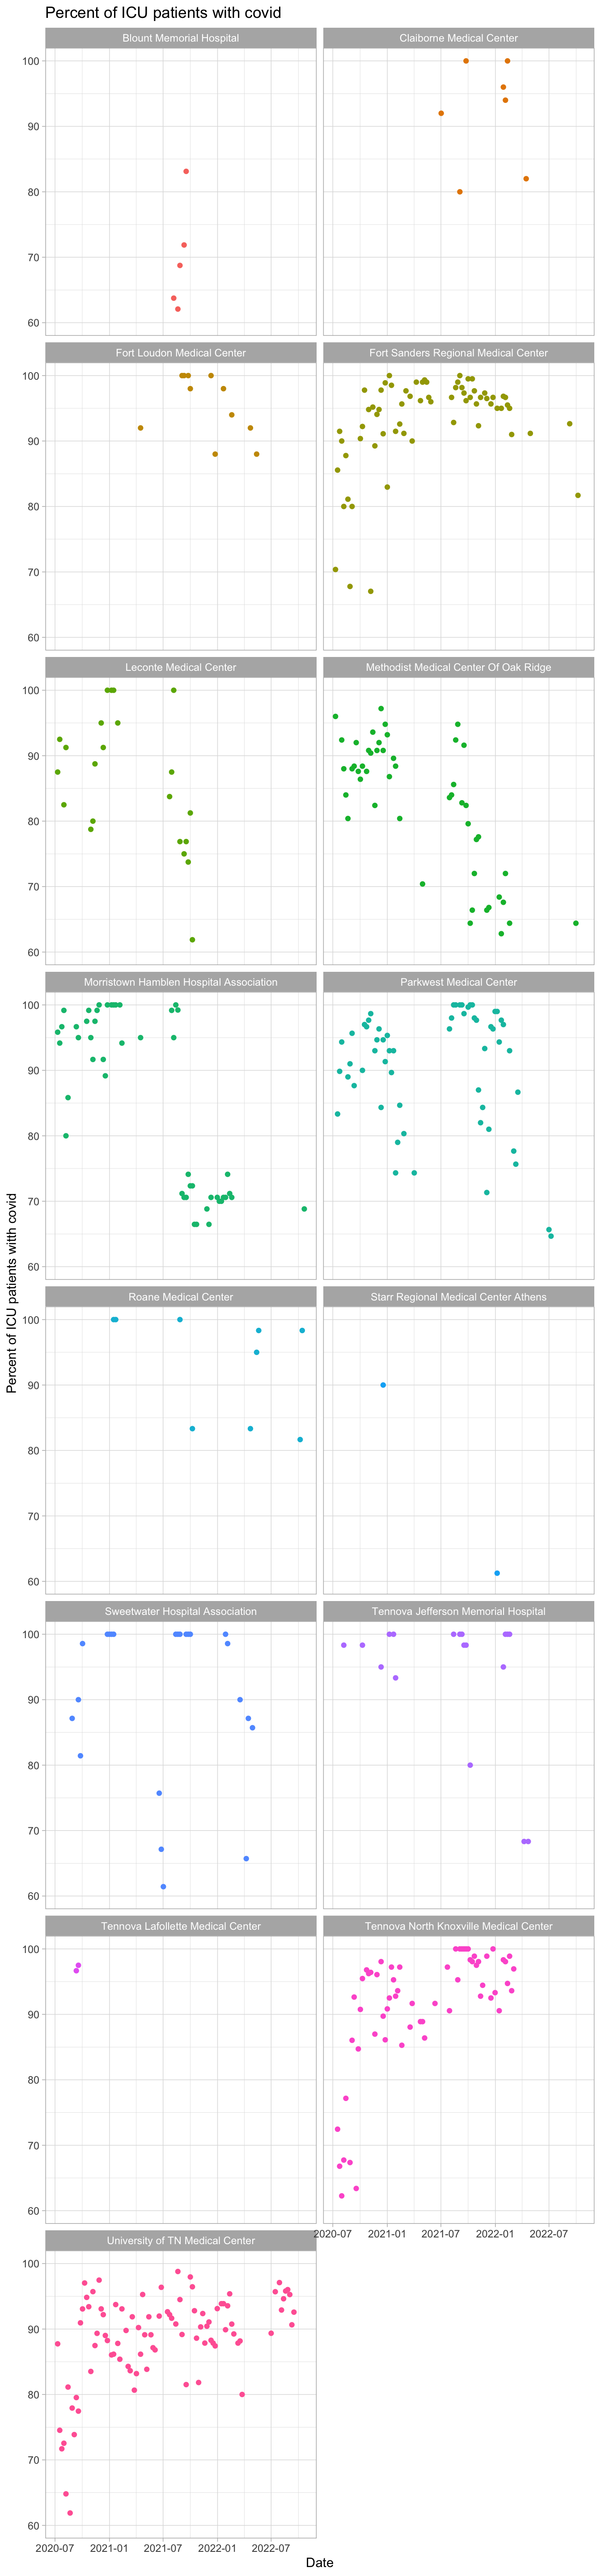 Percent of ICU patients with covid
Blount Memorial Hospital
Claiborne Medical Center
100
90
80
70
60
Fort Loudon Medical Center
Fort Sanders Regional Medical Center
100
90
80
70
60
Leconte Medical Center
Methodist Medical Center Of Oak Ridge
100
90
80
70
60
Morristown Hamblen Hospital Association
Parkwest Medical Center
100
90
80
70
60
Percent of ICU patients witth covid
Roane Medical Center
Starr Regional Medical Center Athens
100
90
80
70
60
Sweetwater Hospital Association
Tennova Jefferson Memorial Hospital
100
90
80
70
60
Tennova Lafollette Medical Center
Tennova North Knoxville Medical Center
100
90
80
70
60
2020-07 2021-01 2021-07 2022-01 2022-07
University of TN Medical Center
100
90
80
70
60
2020-07 2021-01 2021-07 2022-01 2022-07
Date